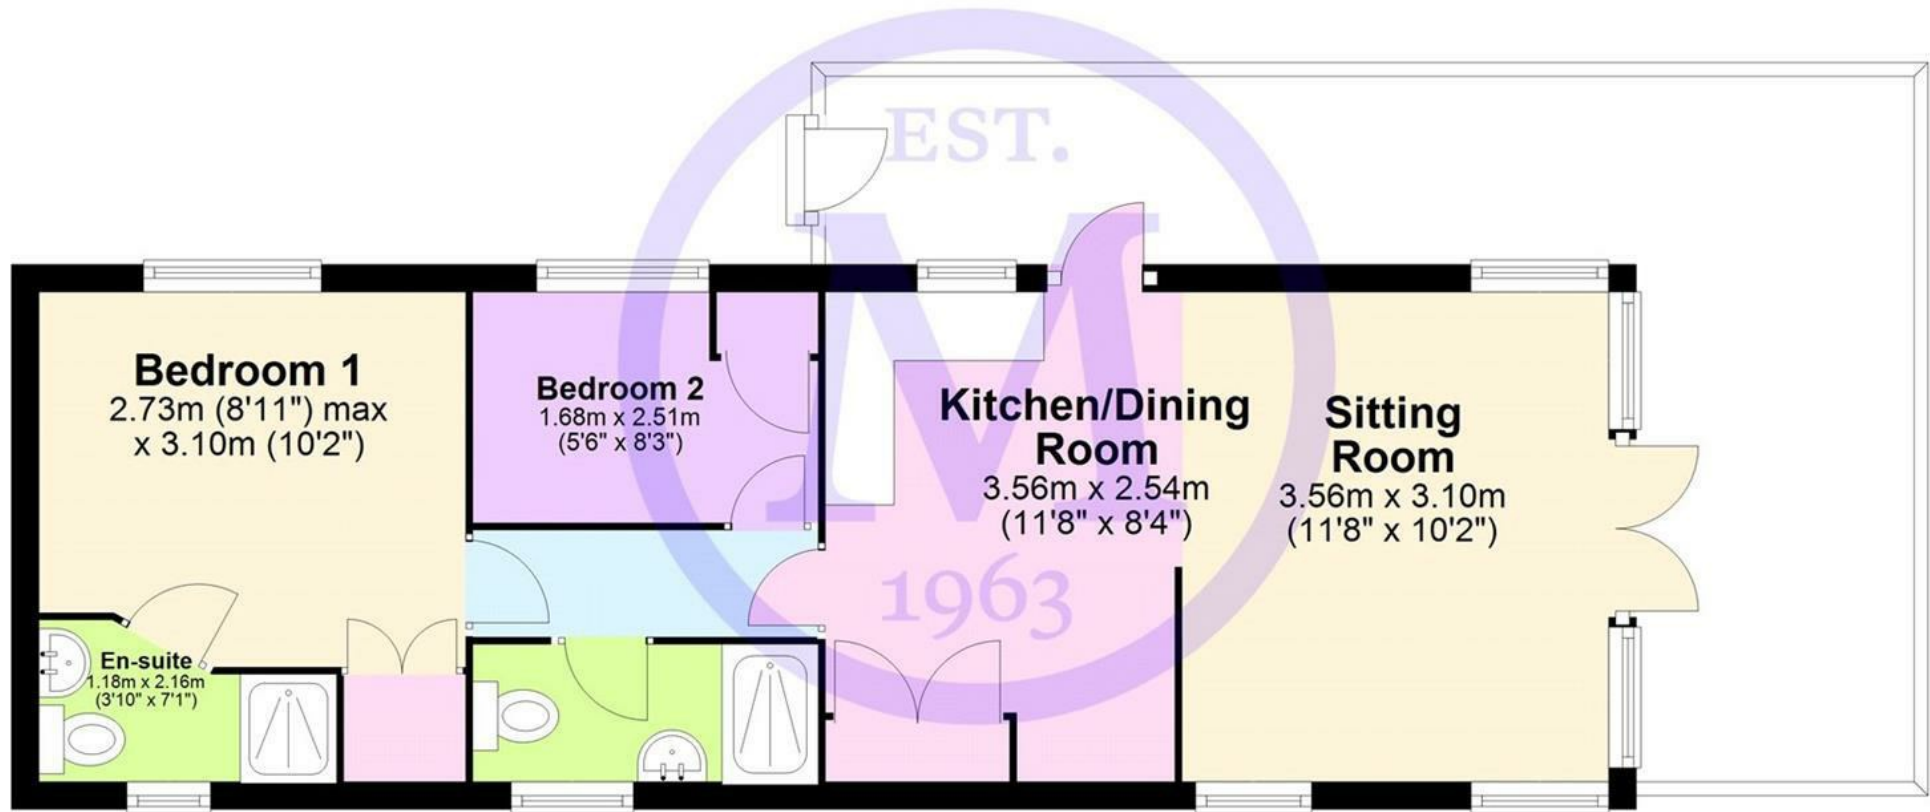 EST.
M
1963
Bedroom 1
2.73m (8'11") max
x 3.10m (10'2")
Bedroom 2
1.68m x 2.51m
(5'6" x 8'3")
Kitchen/Dining
Room
3.56m x 2.54m
(11'8" x 8'4")
Sitting
Room
3.56m x 3.10m
(11'8" x 10'2")
En-suite
1.18m x 2.16m
(3'10" x 7'1")